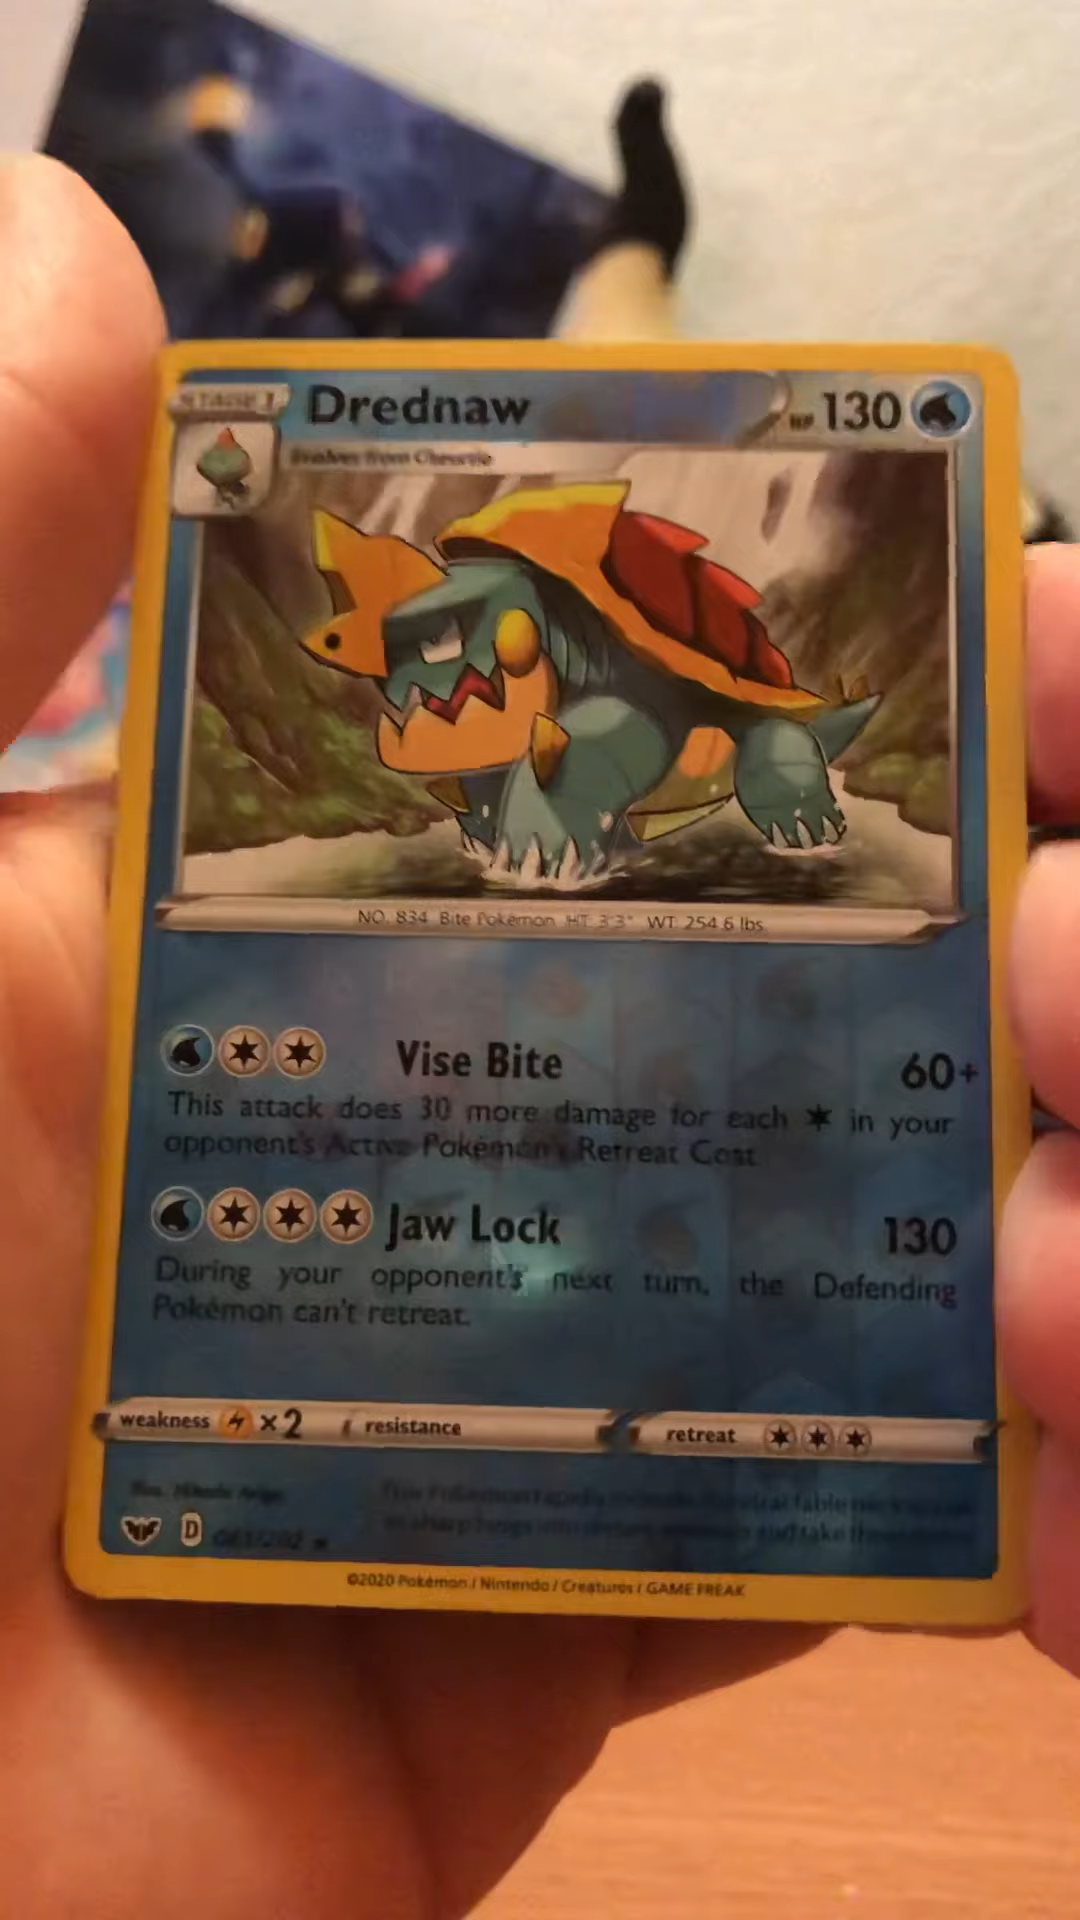 STAGE 1
Drednaw
HP 130
Evolves from Chewtle
NO. 834 Bite Pokémon HT: 3'3" WT: 254.6 lbs.
Vise Bite 60+
This attack does 30 more damage for each ✶ in your
opponent's Active Pokémon's Retreat Cost.
Jaw Lock 130
During your opponent's next turn, the Defending
Pokémon can't retreat.
weakness ×2 resistance retreat
D
©2020 Pokémon / Nintendo / Creatures / GAME FREAK